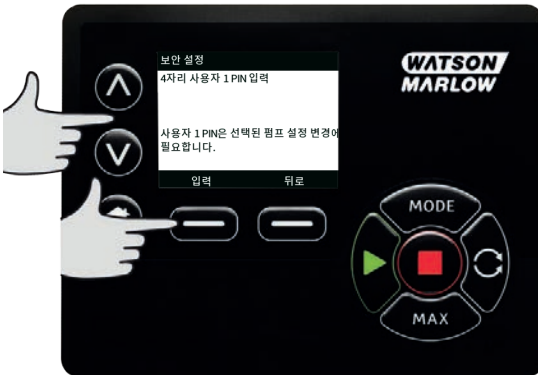 보안 설정
4자리 사용자 1 PIN 입력
사용자 1 PIN은 선택된 펌프 설정 변경에
필요합니다.
입력 뒤로
WATSON
MARLOW
MODE
MAX